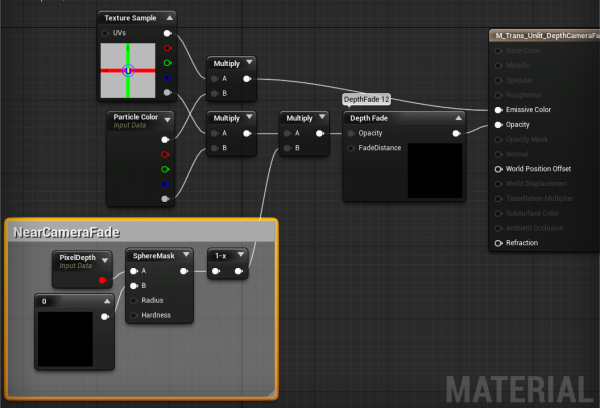 Texture Sample
UVs
Particle Color
Input Data
Multiply
A
B
Multiply
A
B
Multiply
A
B
DepthFade 12
Depth Fade
Opacity
FadeDistance
M_Trans_Unlit_DepthCameraFa
Base Color
Metallic
Specular
Roughness
Emissive Color
Opacity
Opacity Mask
Normal
World Position Offset
World Displacement
Tessellation Multiplier
Subsurface Color
Ambient Occlusion
Refraction
NearCameraFade
PixelDepth
Input Data
0
SphereMask
A
B
Radius
Hardness
1-x
MATERIAL